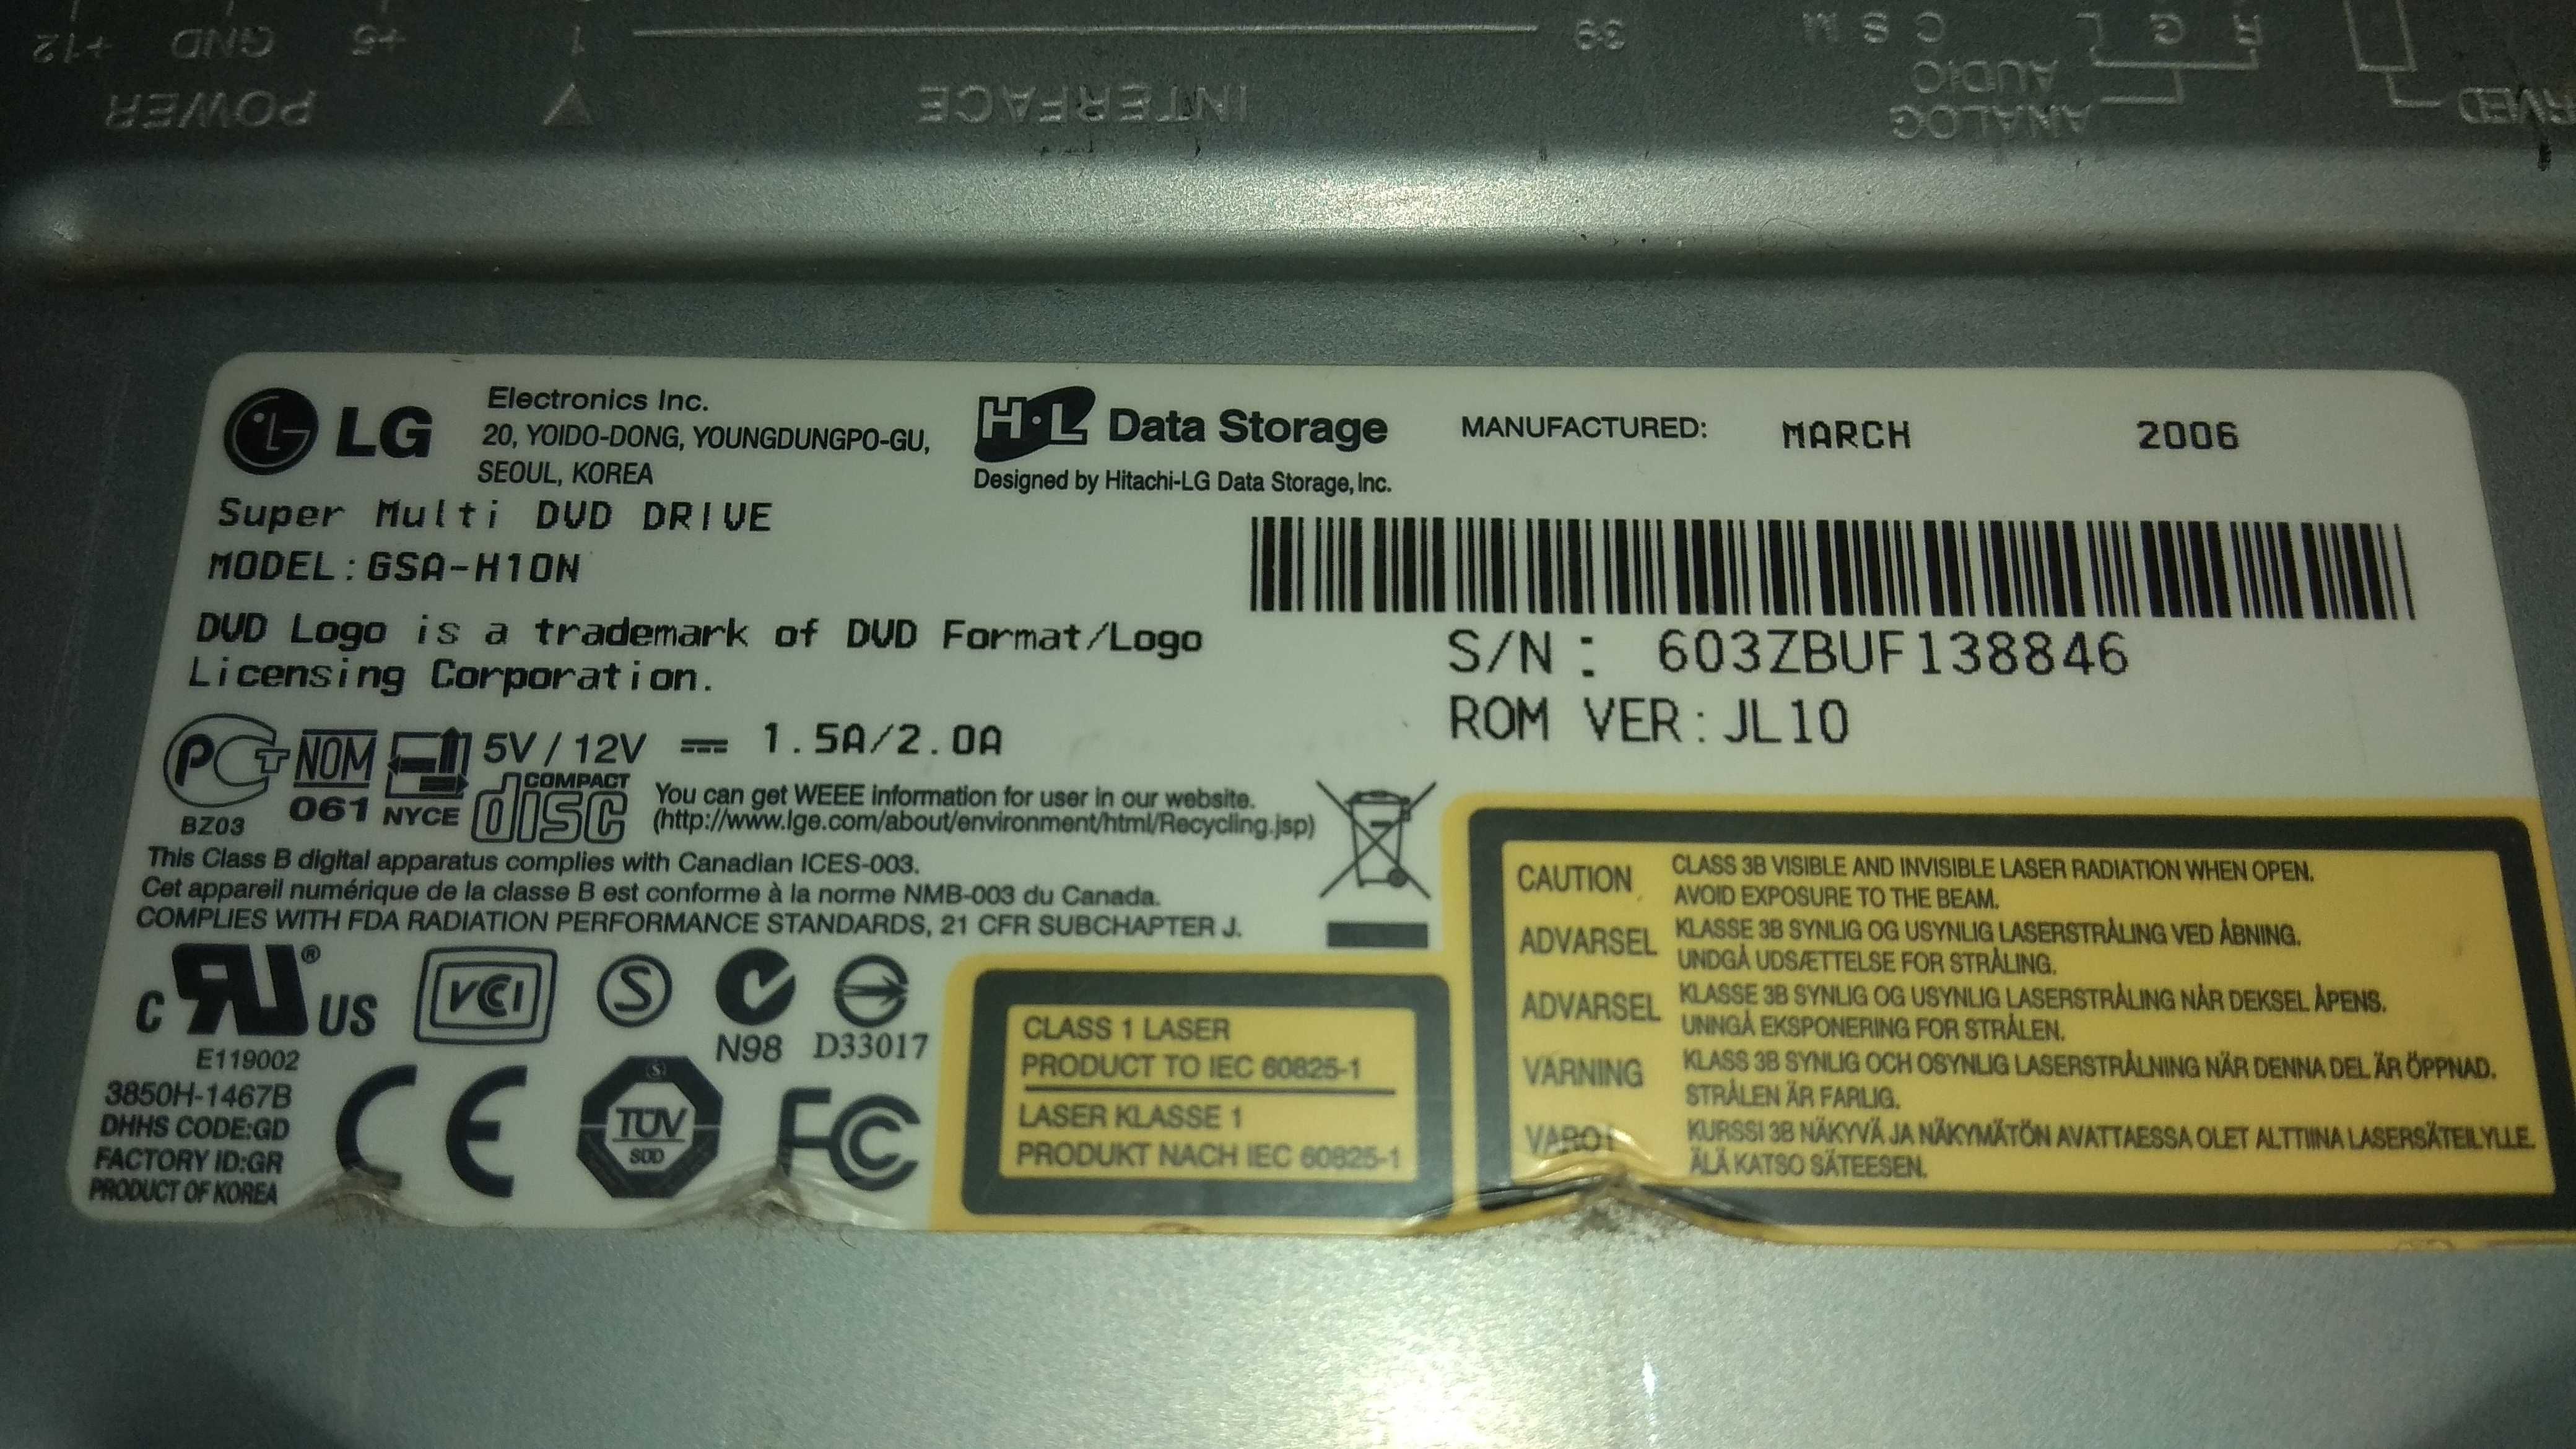 +12 GND +5 1 39 M S C L G R
POWER INTERFACE ANALOG AUDIO
LG
Electronics Inc.
20, YOIDO-DONG, YOUNGDUNGPO-GU,
SEOUL, KOREA
H·L Data Storage
Designed by Hitachi-LG Data Storage, Inc.
MANUFACTURED: MARCH 2006
Super Multi DVD DRIVE
MODEL:GSA-H10N
DVD Logo is a trademark of DVD Format/Logo
Licensing Corporation.
S/N: 603ZBUF138846
ROM VER:JL10
5V / 12V ⎓ 1.5A/2.0A
PCT
BZ03
NOM
061
NYCE
COMPACT
disc
You can get WEEE information for user in our website.
(http://www.lge.com/about/environment/html/Recycling.jsp)
This Class B digital apparatus complies with Canadian ICES-003.
Cet appareil numérique de la classe B est conforme à la norme NMB-003 du Canada.
COMPLIES WITH FDA RADIATION PERFORMANCE STANDARDS, 21 CFR SUBCHAPTER J.
C RU® US
E119002
VCCI
S
N98
D33017
3850H-1467B
DHHS CODE:GD
FACTORY ID:GR
PRODUCT OF KOREA
CE
TÜV
SÜD
FC
CLASS 1 LASER
PRODUCT TO IEC 60825-1
LASER KLASSE 1
PRODUKT NACH IEC 60825-1
CAUTION CLASS 3B VISIBLE AND INVISIBLE LASER RADIATION WHEN OPEN.
AVOID EXPOSURE TO THE BEAM.
ADVARSEL KLASSE 3B SYNLIG OG USYNLIG LASERSTRÅLING VED ÅBNING.
UNDGÅ UDSÆTTELSE FOR STRÅLING.
ADVARSEL KLASSE 3B SYNLIG OG USYNLIG LASERSTRÅLING NÅR DEKSEL ÅPENS.
UNNGÅ EKSPONERING FOR STRÅLEN.
VARNING KLASS 3B SYNLIG OCH OSYNLIG LASERSTRÅLNING NÄR DENNA DEL ÄR ÖPPNAD.
STRÅLEN ÄR FARLIG.
VARO! KURSSI 3B NÄKYVÄ JA NÄKYMÄTÖN AVATTAESSA OLET ALTTIINA LASERSÄTEILYLLE.
ÄLÄ KATSO SÄTEESEN.